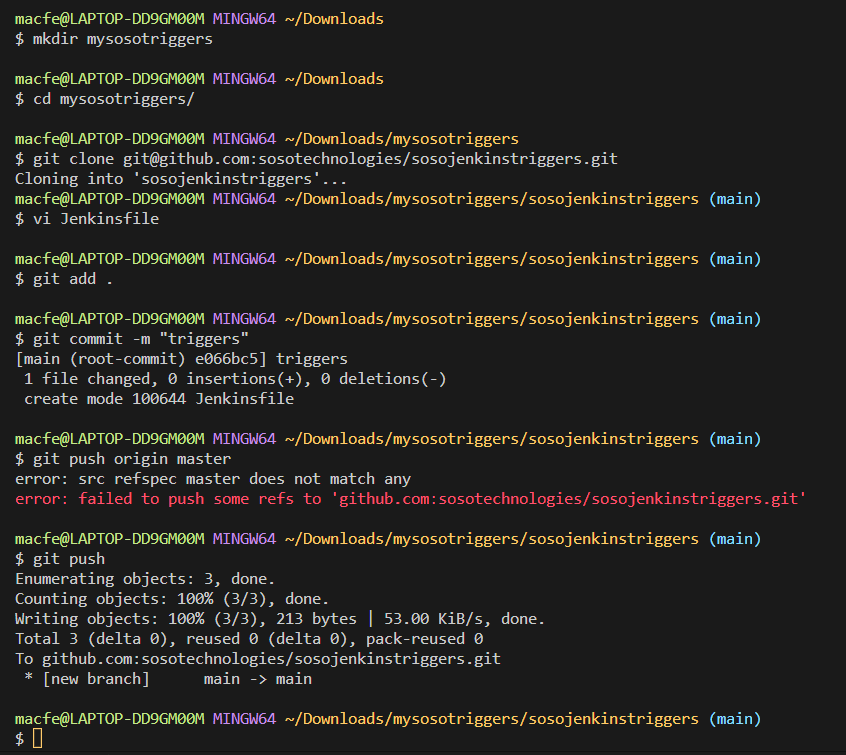 macfe@LAPTOP-DD9GM00M MINGW64 ~/Downloads
$ mkdir mysosotriggers
macfe@LAPTOP-DD9GM00M MINGW64 ~/Downloads
$ cd mysosotriggers/
macfe@LAPTOP-DD9GM00M MINGW64 ~/Downloads/mysosotriggers
$ git clone git@github.com:sosotechnologies/sosojenkinstriggers.git
Cloning into 'sosojenkinstriggers'...
macfe@LAPTOP-DD9GM00M MINGW64 ~/Downloads/mysosotriggers/sosojenkinstriggers (main)
$ vi Jenkinsfile
macfe@LAPTOP-DD9GM00M MINGW64 ~/Downloads/mysosotriggers/sosojenkinstriggers (main)
$ git add .
macfe@LAPTOP-DD9GM00M MINGW64 ~/Downloads/mysosotriggers/sosojenkinstriggers (main)
$ git commit -m "triggers"
[main (root-commit) e066bc5] triggers
 1 file changed, 0 insertions(+), 0 deletions(-)
 create mode 100644 Jenkinsfile
macfe@LAPTOP-DD9GM00M MINGW64 ~/Downloads/mysosotriggers/sosojenkinstriggers (main)
$ git push origin master
error: src refspec master does not match any
error: failed to push some refs to 'github.com:sosotechnologies/sosojenkinstriggers.git'
macfe@LAPTOP-DD9GM00M MINGW64 ~/Downloads/mysosotriggers/sosojenkinstriggers (main)
$ git push
Enumerating objects: 3, done.
Counting objects: 100% (3/3), done.
Writing objects: 100% (3/3), 213 bytes | 53.00 KiB/s, done.
Total 3 (delta 0), reused 0 (delta 0), pack-reused 0
To github.com:sosotechnologies/sosojenkinstriggers.git
 * [new branch]      main -> main
macfe@LAPTOP-DD9GM00M MINGW64 ~/Downloads/mysosotriggers/sosojenkinstriggers (main)
$